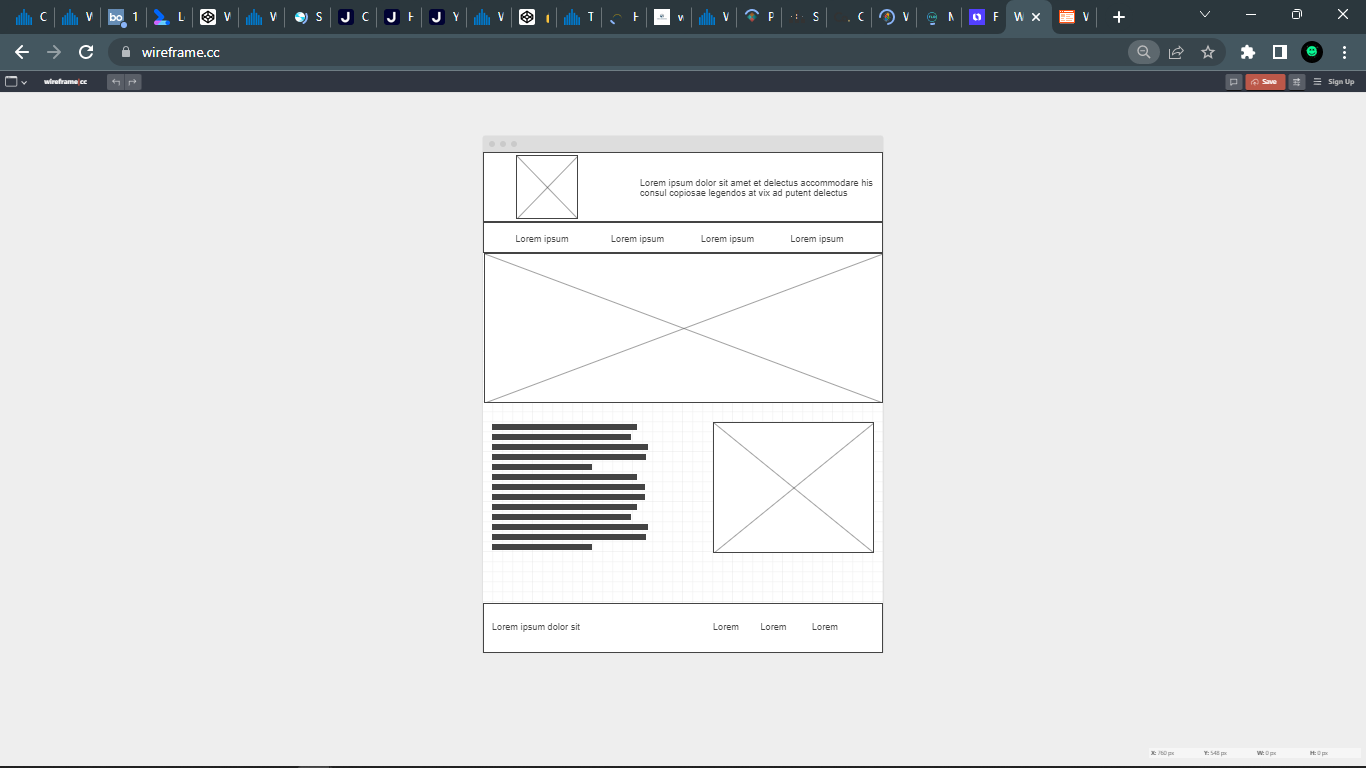 wireframe.cc
wireframe|cc
Save
Sign Up
Lorem ipsum dolor sit amet et delectus accommodare his
consul copiosae legendos at vix ad putent delectus
Lorem ipsum Lorem ipsum Lorem ipsum Lorem ipsum
Lorem ipsum dolor sit Lorem Lorem Lorem
X: 760 px Y: 548 px W: 0 px H: 0 px